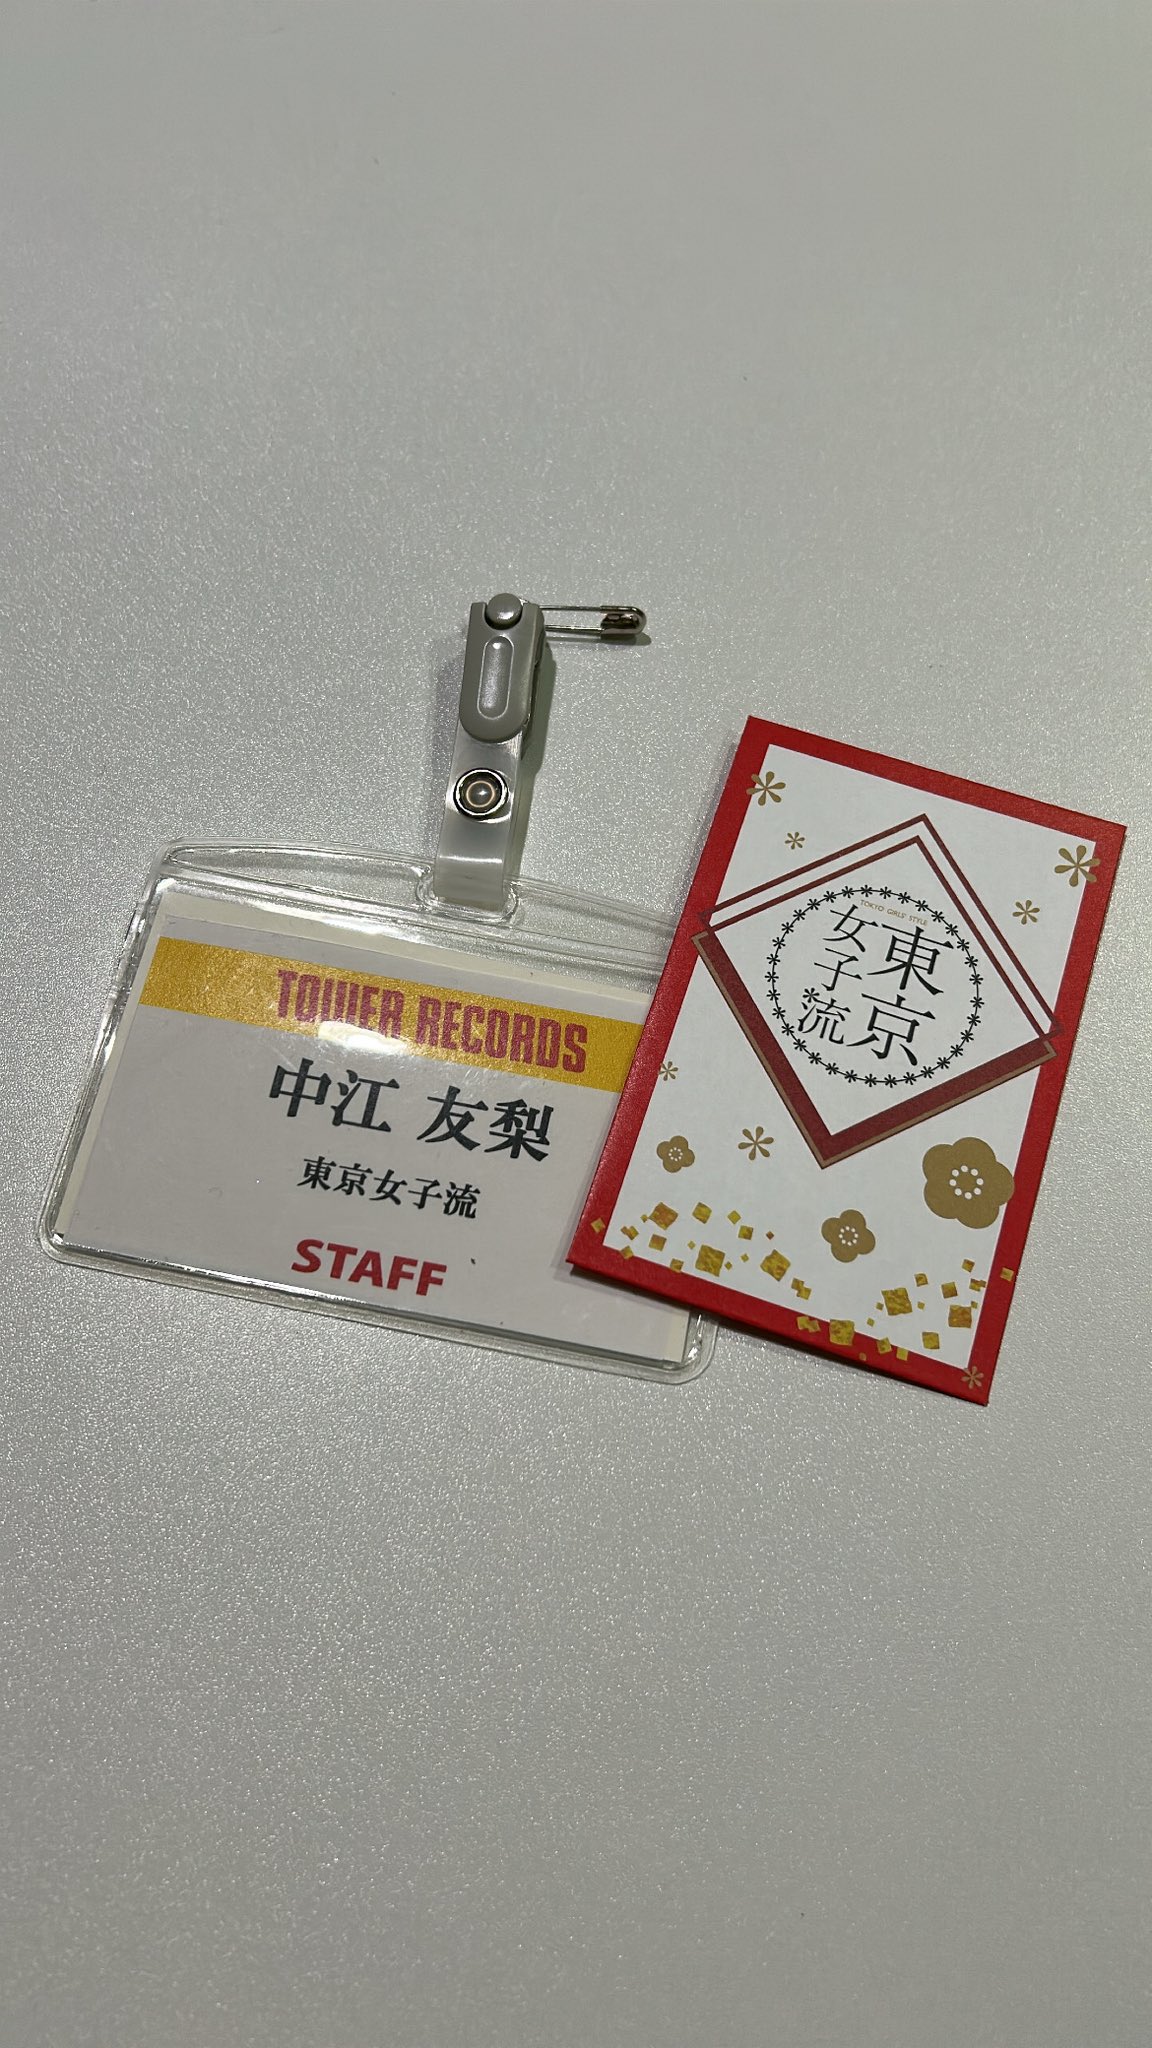 TOWER RECORDS
中江 友梨
東京女子流
STAFF
TOKYO GIRLS' STYLE
東京
女子流